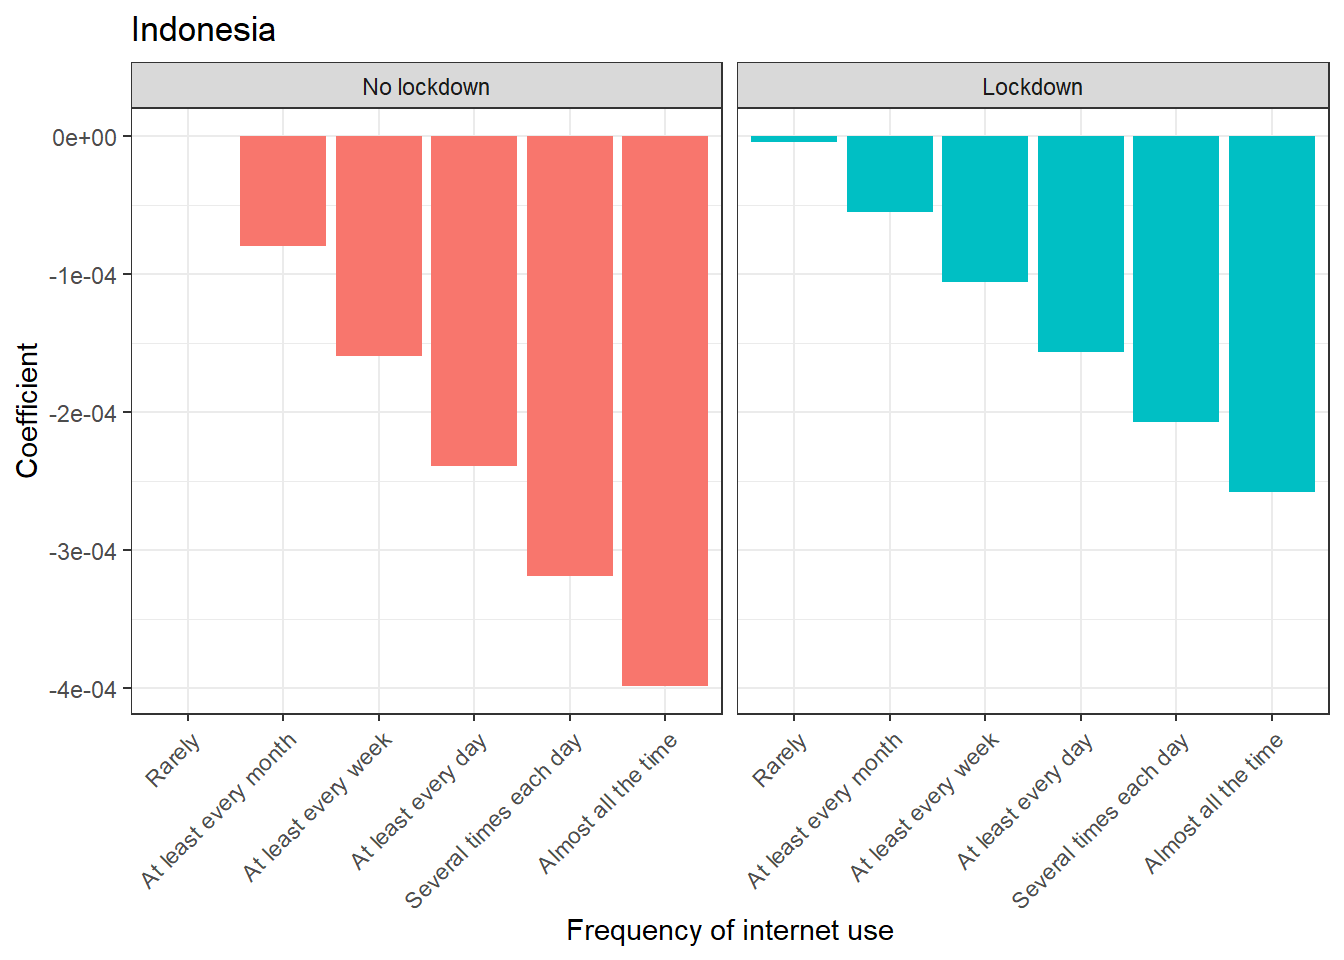 Indonesia
No lockdown
Lockdown
Coefficient
0e+00
-1e-04
-2e-04
-3e-04
-4e-04
Rarely
At least every month
At least every week
At least every day
Several times each day
Almost all the time
Rarely
At least every month
At least every week
At least every day
Several times each day
Almost all the time
Frequency of internet use